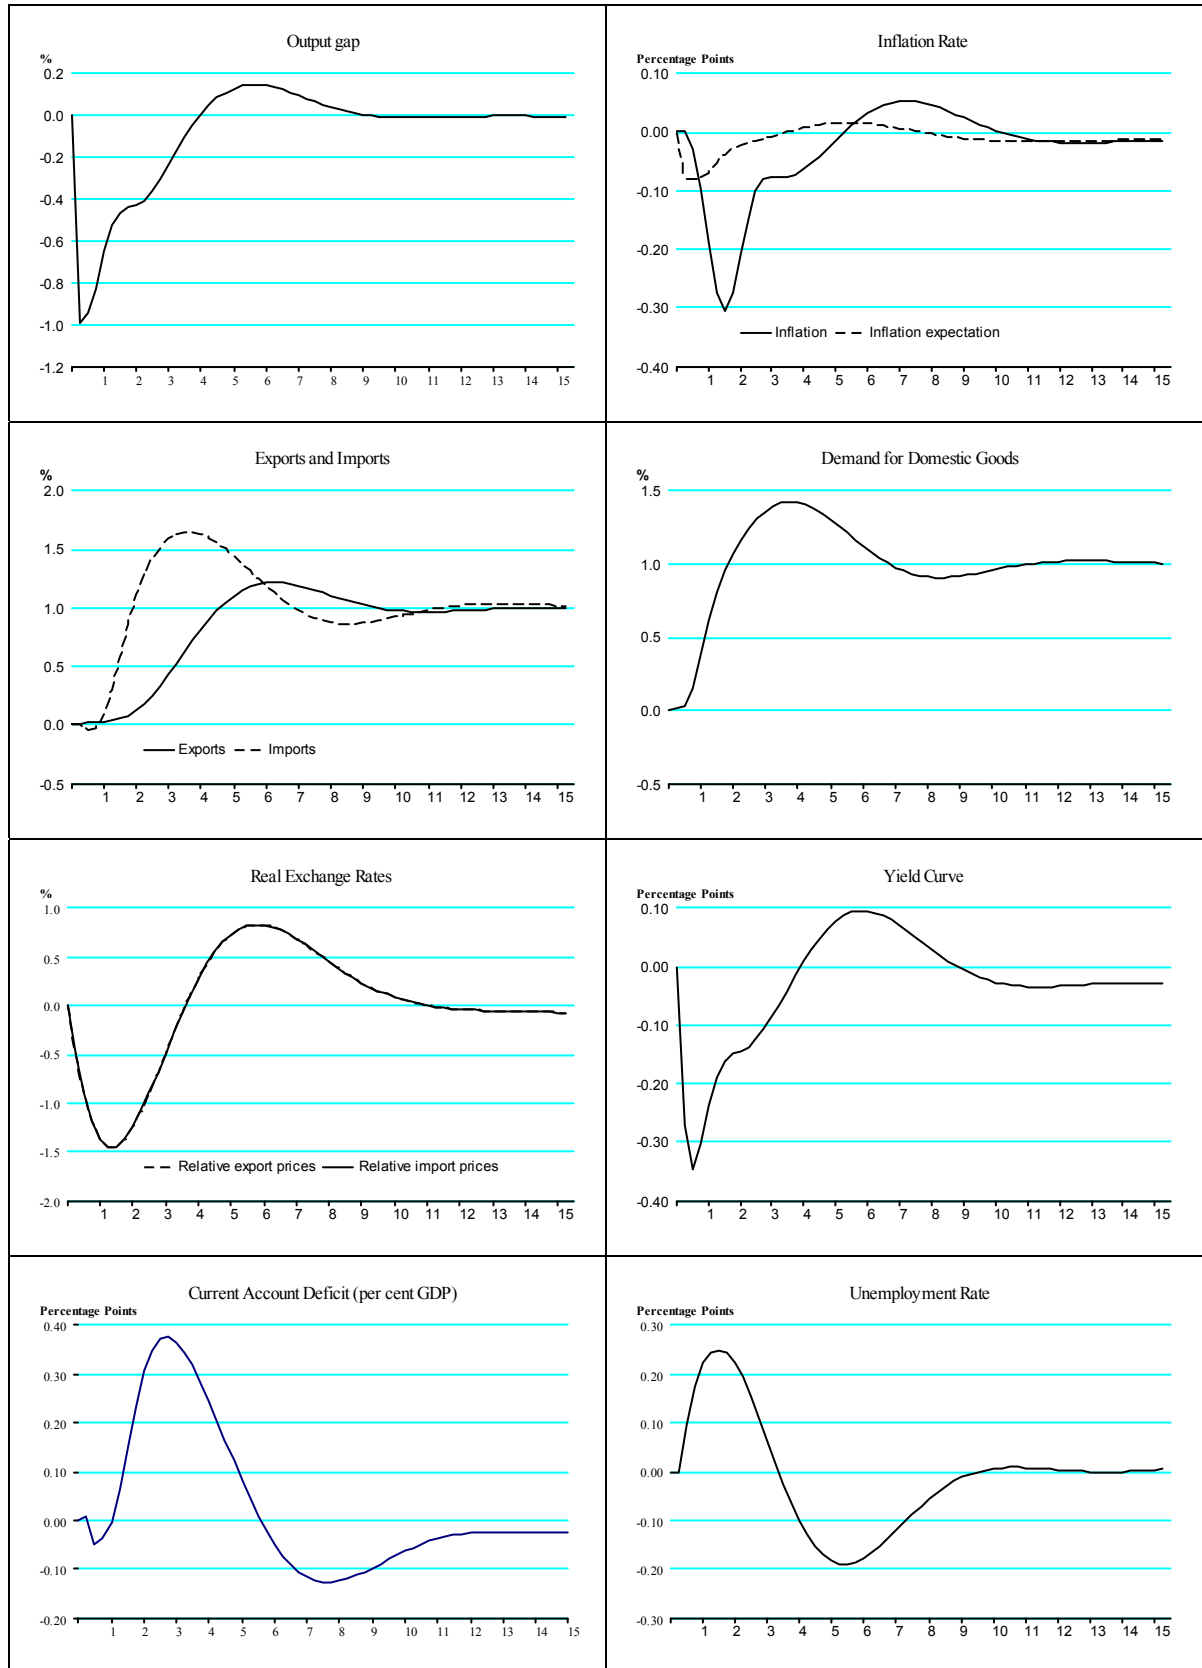 Output gap
%
0.2
0.0
-0.2
-0.4
-0.6
-0.8
-1.0
-1.2
1 2 3 4 5 6 7 8 9 10 11 12 13 14 15
Inflation Rate
Percentage Points
0.10
0.00
-0.10
-0.20
-0.30
-0.40
Inflation Inflation expectation
1 2 3 4 5 6 7 8 9 10 11 12 13 14 15
Exports and Imports
%
2.0
1.5
1.0
0.5
0.0
-0.5
Exports Imports
1 2 3 4 5 6 7 8 9 10 11 12 13 14 15
Demand for Domestic Goods
%
1.5
1.0
0.5
0.0
-0.5
1 2 3 4 5 6 7 8 9 10 11 12 13 14 15
Real Exchange Rates
%
1.0
0.5
0.0
-0.5
-1.0
-1.5
-2.0
Relative export prices Relative import prices
1 2 3 4 5 6 7 8 9 10 11 12 13 14 15
Yield Curve
Percentage Points
0.10
0.00
-0.10
-0.20
-0.30
-0.40
1 2 3 4 5 6 7 8 9 10 11 12 13 14 15
Current Account Deficit (per cent GDP)
Percentage Points
0.40
0.30
0.20
0.10
0.00
-0.10
-0.20
1 2 3 4 5 6 7 8 9 10 11 12 13 14 15
Unemployment Rate
Percentage Points
0.30
0.20
0.10
0.00
-0.10
-0.20
-0.30
1 2 3 4 5 6 7 8 9 10 11 12 13 14 15